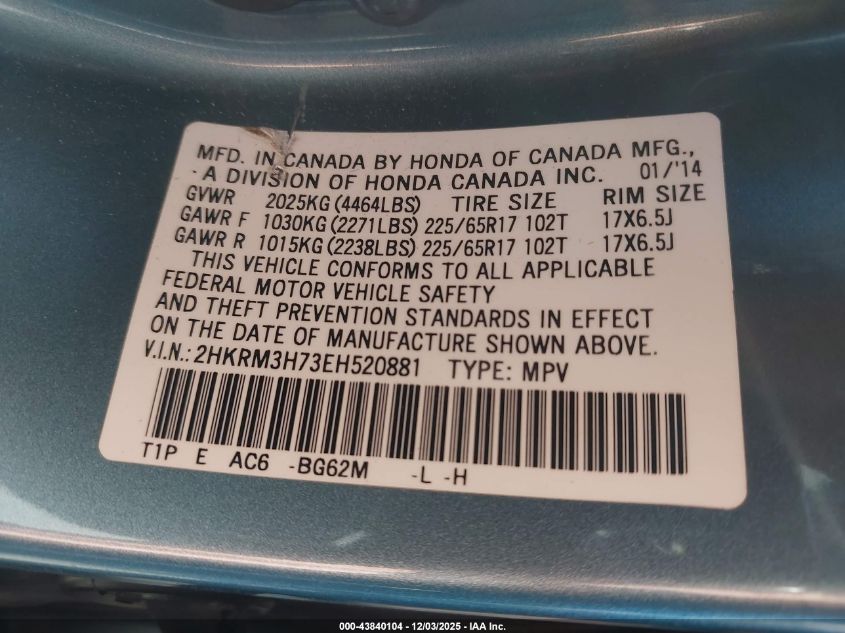 MFD. IN CANADA BY HONDA OF CANADA MFG.,
A DIVISION OF HONDA CANADA INC. 01/'14
GVWR 2025KG (4464LBS) TIRE SIZE RIM SIZE
GAWR F 1030KG (2271LBS) 225/65R17 102T 17X6.5J
GAWR R 1015KG (2238LBS) 225/65R17 102T 17X6.5J
THIS VEHICLE CONFORMS TO ALL APPLICABLE
FEDERAL MOTOR VEHICLE SAFETY
AND THEFT PREVENTION STANDARDS IN EFFECT
ON THE DATE OF MANUFACTURE SHOWN ABOVE.
V.I.N.: 2HKRM3H73EH520881 TYPE: MPV
T1P E AC6 -BG62M -L -H
000-43840104 - 12/03/2025 - IAA Inc.